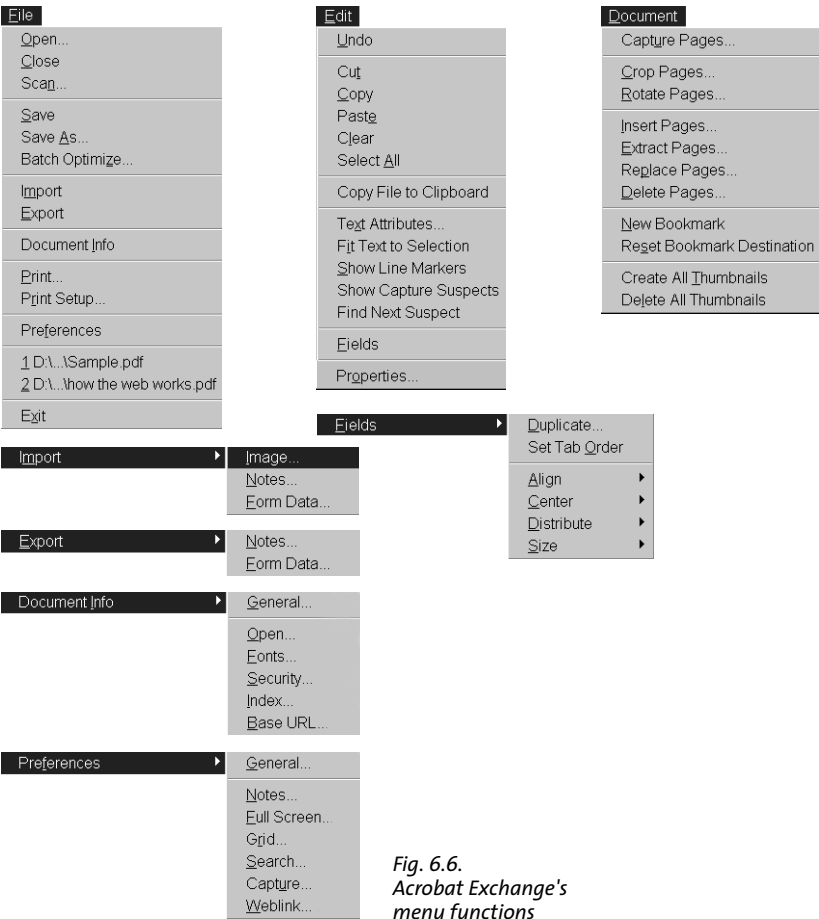 File
Open...
Close
Scan...
Save
Save As...
Batch Optimize...
Import
Export
Document Info
Print...
Print Setup...
Preferences
1 D:\...\Sample.pdf
2 D:\...\how the web works.pdf
Exit
Edit
Undo
Cut
Copy
Paste
Clear
Select All
Copy File to Clipboard
Text Attributes...
Fit Text to Selection
Show Line Markers
Show Capture Suspects
Find Next Suspect
Fields
Properties...
Document
Capture Pages...
Crop Pages...
Rotate Pages...
Insert Pages...
Extract Pages...
Replace Pages...
Delete Pages...
New Bookmark
Reset Bookmark Destination
Create All Thumbnails
Delete All Thumbnails
Fields
Duplicate...
Set Tab Order
Align
Center
Distribute
Size
Import
Image...
Notes...
Form Data...
Export
Notes...
Form Data...
Document Info
General...
Open...
Fonts...
Security...
Index...
Base URL...
Preferences
General...
Notes...
Full Screen...
Grid...
Search...
Capture...
Weblink...
Fig. 6.6.
Acrobat Exchange's
menu functions